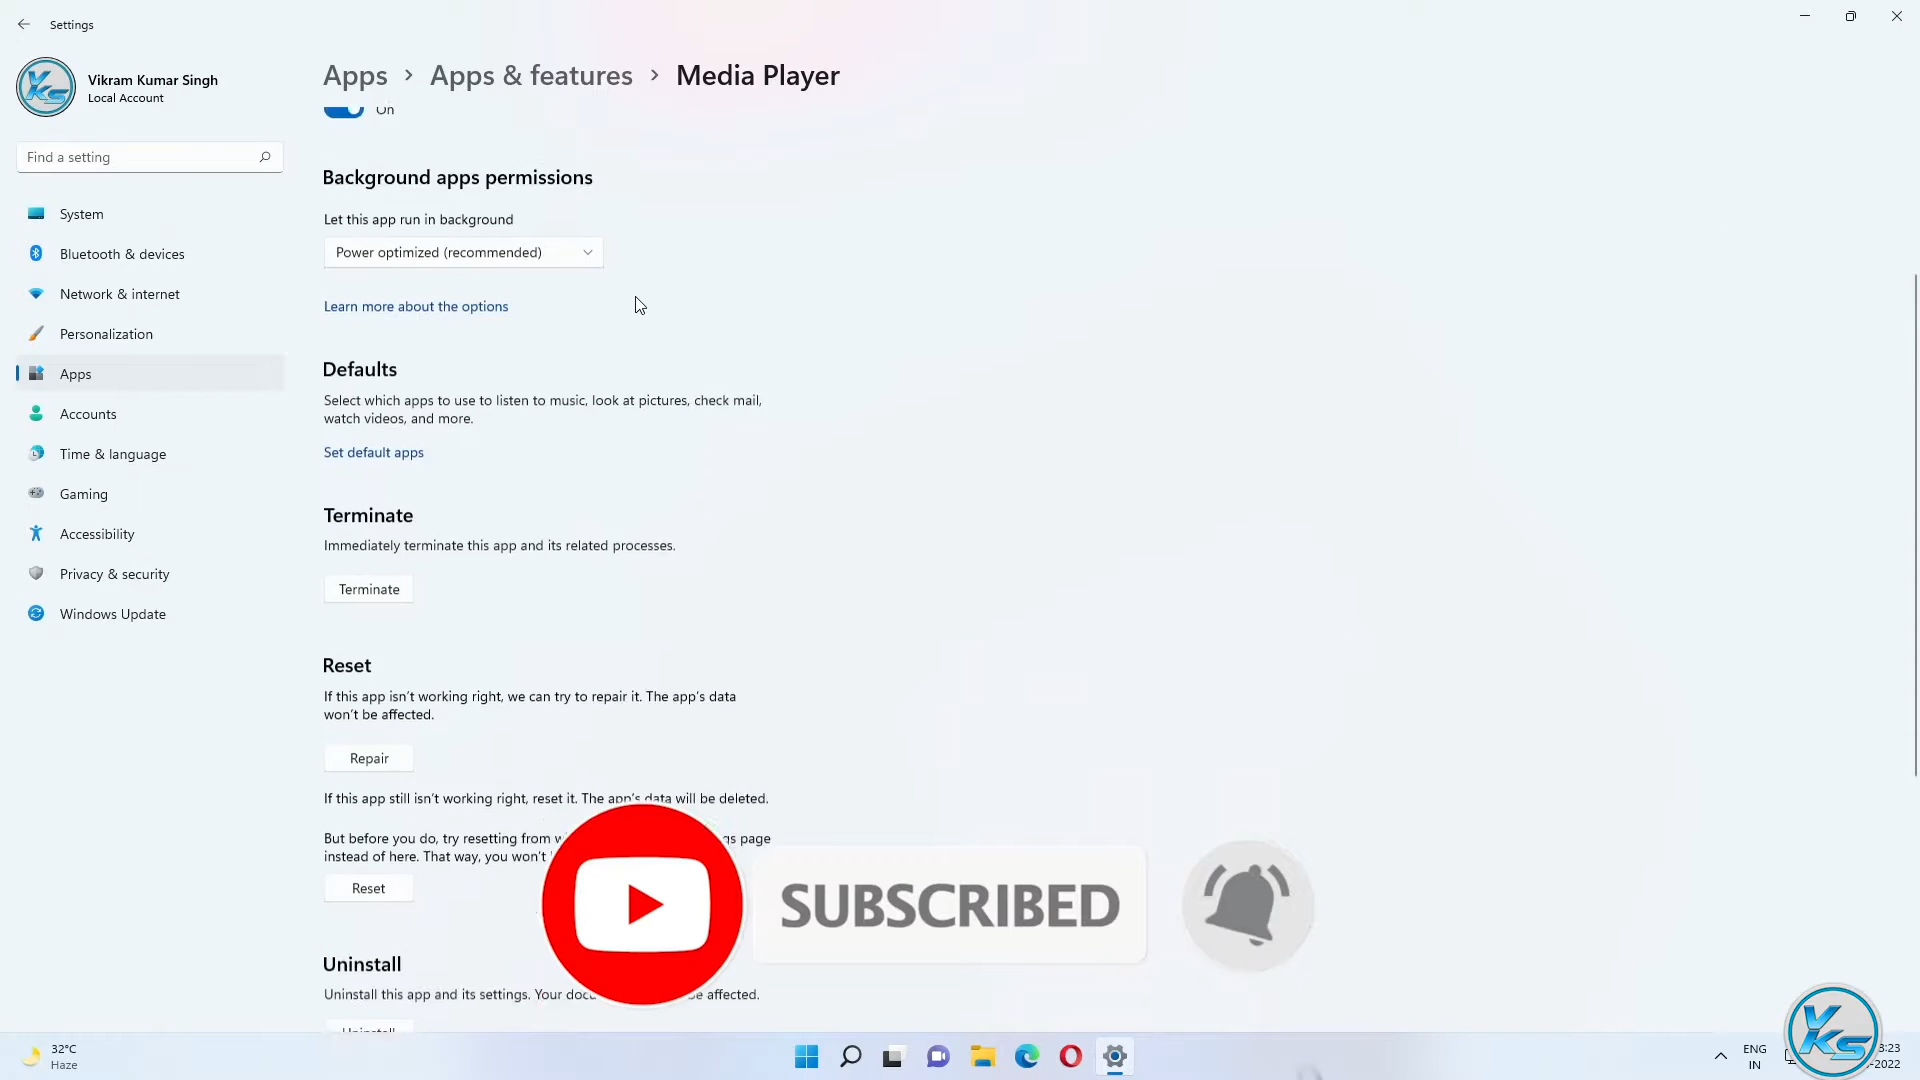 Settings
Vikram Kumar Singh
Local Account
Find a setting
System
Bluetooth & devices
Network & internet
Personalization
Apps
Accounts
Time & language
Gaming
Accessibility
Privacy & security
Windows Update
Apps > Apps & features > Media Player
On
Background apps permissions
Let this app run in background
Power optimized (recommended)
Learn more about the options
Defaults
Select which apps to use to listen to music, look at pictures, check mail,
watch videos, and more.
Set default apps
Terminate
Immediately terminate this app and its related processes.
Terminate
Reset
If this app isn't working right, we can try to repair it. The app's data
won't be affected.
Repair
If this app still isn't working right, reset it. The app's data will be deleted.
But before you do, try resetting from page
instead of here. That way, you won't
Reset
SUBSCRIBED
Uninstall
Uninstall this app and its settings. Your affected.
Uninstall
32°C
Haze
ENG
IN
YKS
3:23
-2022